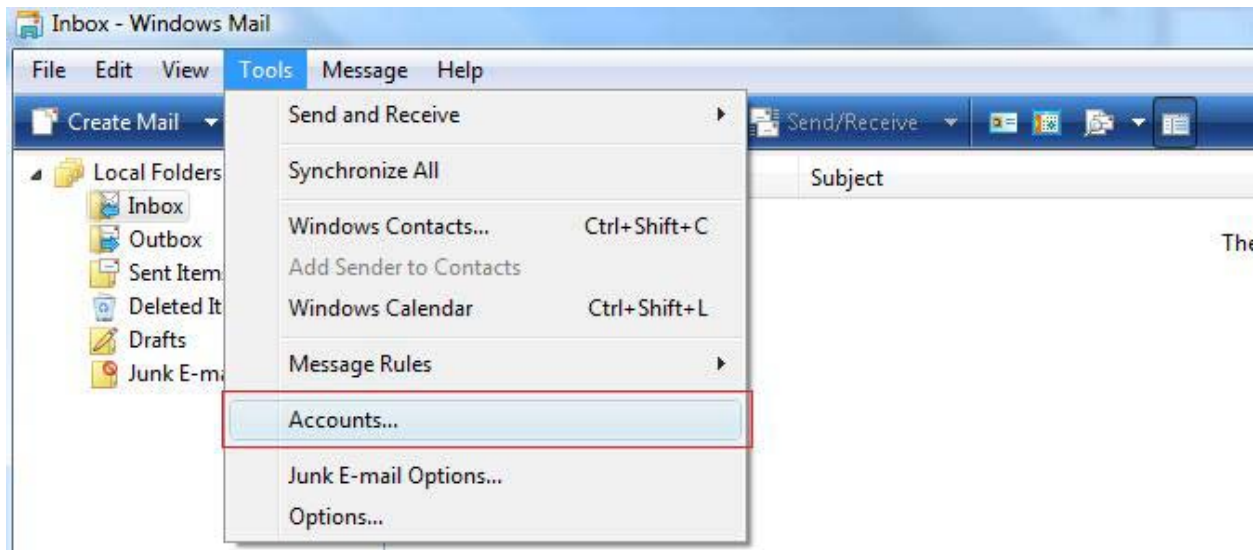 Inbox - Windows Mail
File Edit View Tools Message Help
Create Mail
Send/Receive
Send and Receive
Synchronize All
Windows Contacts... Ctrl+Shift+C
Add Sender to Contacts
Windows Calendar Ctrl+Shift+L
Message Rules
Accounts...
Junk E-mail Options...
Options...
Local Folders
Inbox
Outbox
Sent Item
Deleted It
Drafts
Junk E-ma
Subject
The